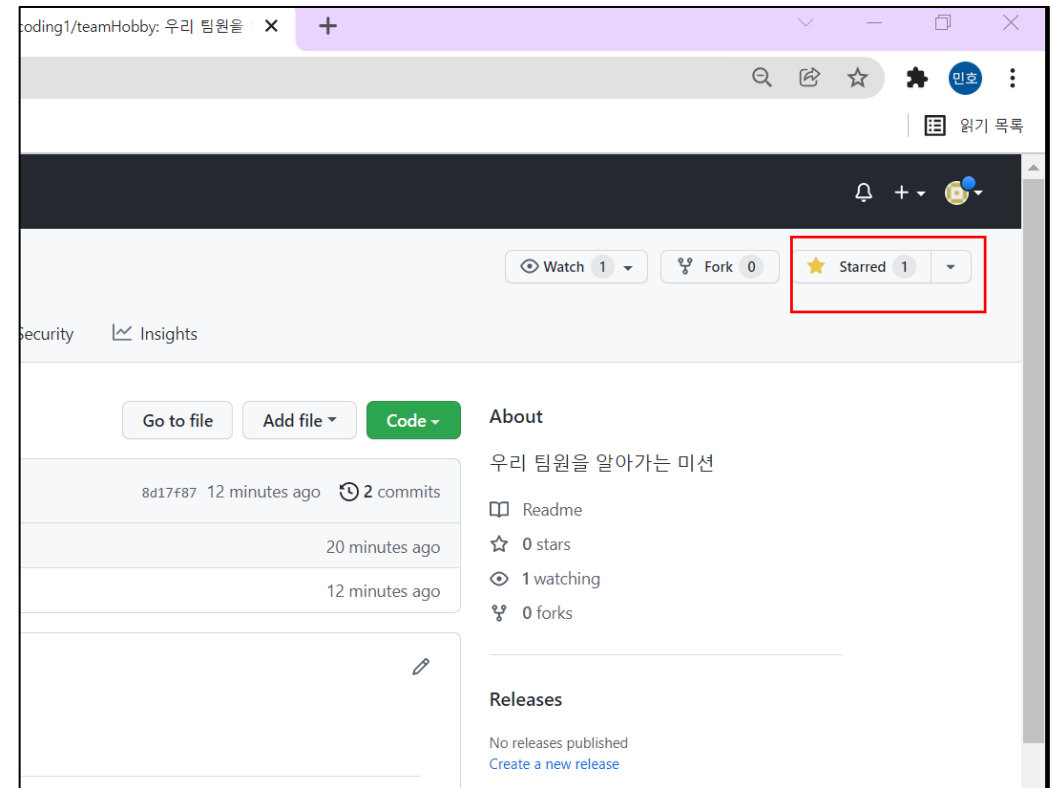 coding1/teamHobby: 우리 팀원을
민호
읽기 목록
Watch 1
Fork 0
Starred 1
Security
Insights
Go to file
Add file
Code
About
우리 팀원을 알아가는 미션
8d17f87 12 minutes ago 2 commits
Readme
20 minutes ago
0 stars
12 minutes ago
1 watching
0 forks
Releases
No releases published
Create a new release